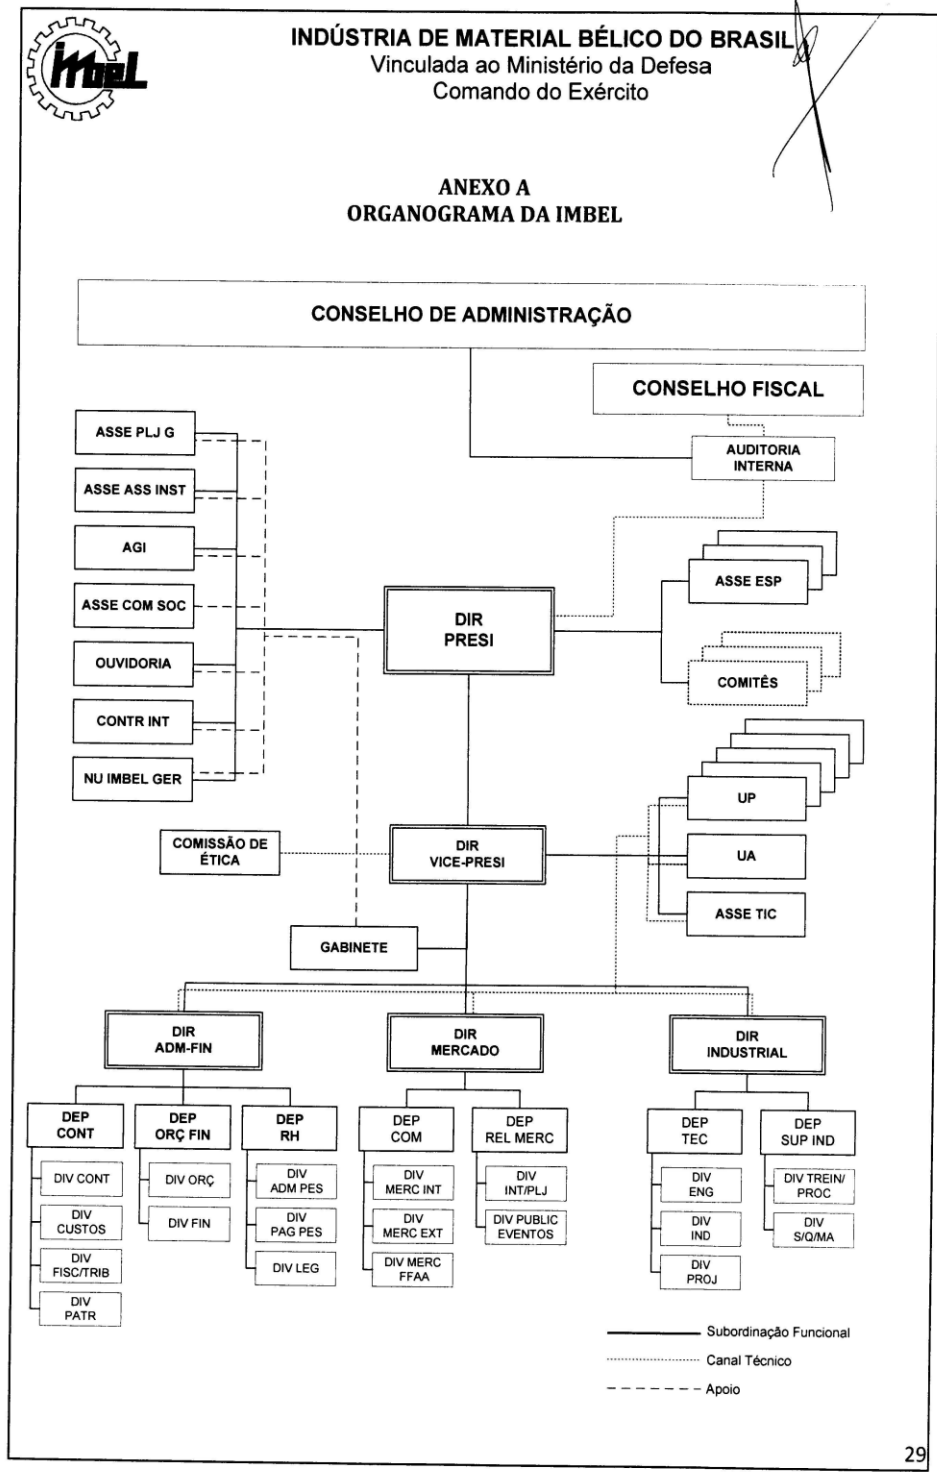 imbel
INDÚSTRIA DE MATERIAL BÉLICO DO BRASIL
Vinculada ao Ministério da Defesa
Comando do Exército
ANEXO A
ORGANOGRAMA DA IMBEL
CONSELHO DE ADMINISTRAÇÃO
CONSELHO FISCAL
AUDITORIA
INTERNA
ASSE PLJ G
ASSE ASS INST
AGI
ASSE COM SOC
OUVIDORIA
CONTR INT
NU IMBEL GER
DIR
PRESI
ASSE ESP
COMITÊS
UP
UA
ASSE TIC
COMISSÃO DE
ÉTICA
DIR
VICE-PRESI
GABINETE
DIR
ADM-FIN
DIR
MERCADO
DIR
INDUSTRIAL
DEP
CONT
DIV CONT
DIV
CUSTOS
DIV
FISC/TRIB
DIV
PATR
DEP
ORÇ FIN
DIV ORÇ
DIV FIN
DEP
RH
DIV
ADM PES
DIV
PAG PES
DIV LEG
DEP
COM
DIV
MERC INT
DIV
MERC EXT
DIV MERC
FFAA
DEP
REL MERC
DIV
INT/PLJ
DIV PUBLIC
EVENTOS
DEP
TEC
DIV
ENG
DIV
IND
DIV
PROJ
DEP
SUP IND
DIV TREIN/
PROC
DIV
S/Q/MA
Subordinação Funcional
Canal Técnico
Apoio
29